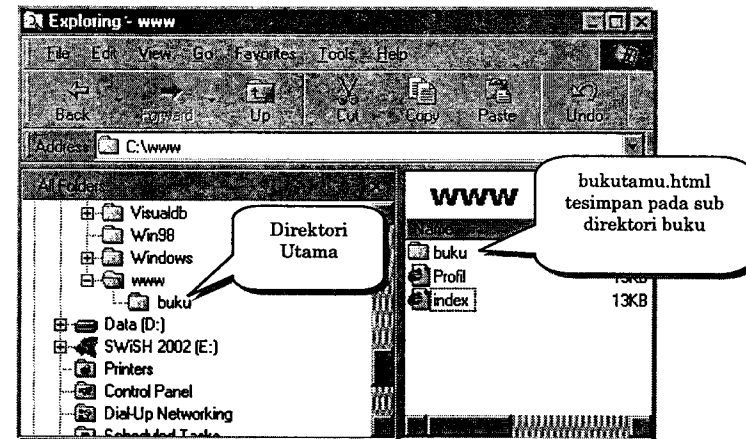 Exploring - www
File Edit View Go Favorites Tools Help
Back Forward Up Cut Copy Paste Undo
Address C:\www
All Folders
Visualdb
Win98
Windows
www
buku
Data (D:)
SWiSH 2002 (E:)
Printers
Control Panel
Dial-Up Networking
Scheduled Tasks
Direktori
Utama
www
Name
buku
Profil
index 13KB
bukutamu.html
tesimpan pada sub
direktori buku